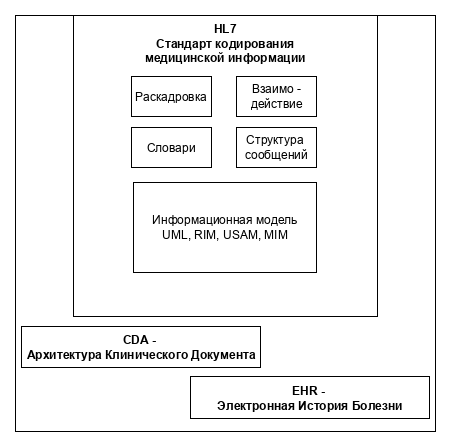 HL7
Стандарт кодирования
медицинской информации
Раскадровка
Взаимо -
действие
Словари
Структура
сообщений
Информационная модель
UML, RIM, USAM, MIM
CDA -
Архитектура Клинического Документа
EHR -
Электронная История Болезни